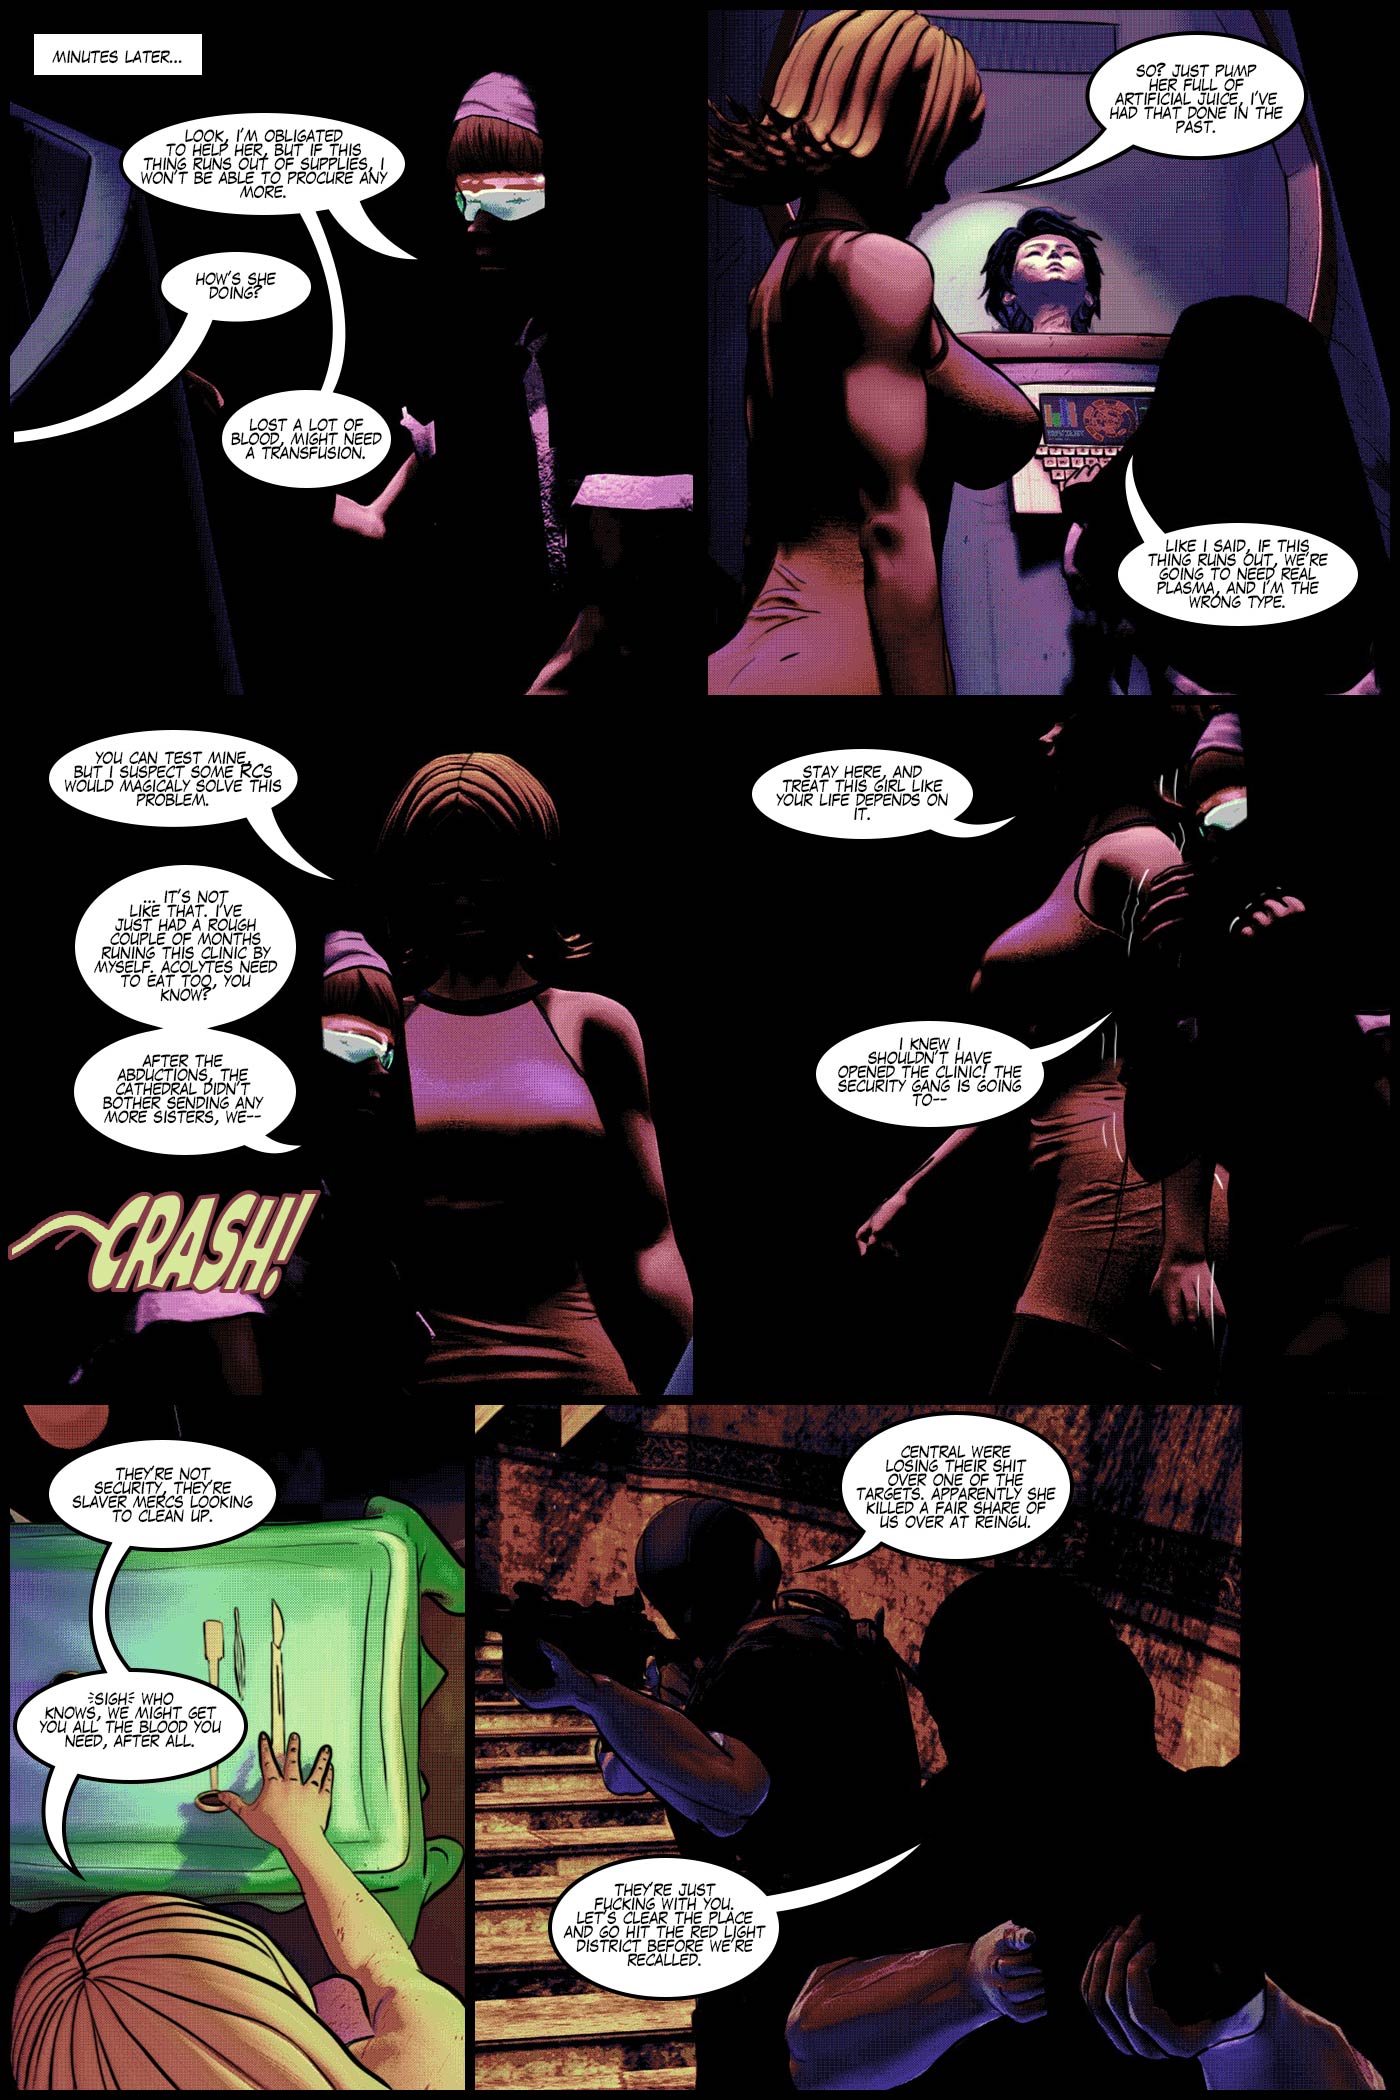 MINUTES LATER...
LOOK, I'M OBLIGATED
TO HELP HER, BUT IF THIS
THING RUNS OUT OF SUPPLIES, I
WON'T BE ABLE TO PROCURE ANY
MORE.
HOW'S SHE
DOING?
LOST A LOT OF
BLOOD, MIGHT NEED
A TRANSFUSION.
SO? JUST PUMP
HER FULL OF
ARTIFICIAL JUICE, I'VE
HAD THAT DONE IN THE
PAST.
LIKE I SAID, IF THIS
THING RUNS OUT, WE'RE
GOING TO NEED REAL
PLASMA, AND I'M THE
WRONG TYPE.
YOU CAN TEST MINE,
BUT I SUSPECT SOME RCS
WOULD MAGICALY SOLVE THIS
PROBLEM.
... IT'S NOT
LIKE THAT. I'VE
JUST HAD A ROUGH
COUPLE OF MONTHS
RUNING THIS CLINIC BY
MYSELF. ACOLYTES NEED
TO EAT TOO, YOU
KNOW?
AFTER THE
ABDUCTIONS, THE
CATHEDRAL DIDN'T
BOTHER SENDING ANY
MORE SISTERS, WE--
CRASH!
STAY HERE, AND
TREAT THIS GIRL LIKE
YOUR LIFE DEPENDS ON
IT.
I KNEW I
SHOULDN'T HAVE
OPENED THE CLINIC! THE
SECURITY GANG IS GOING
TO--
THEY'RE NOT
SECURITY, THEY'RE
SLAVER MERCS LOOKING
TO CLEAN UP.
SIGH WHO
KNOWS, WE MIGHT GET
YOU ALL THE BLOOD YOU
NEED, AFTER ALL.
CENTRAL WERE
LOSING THEIR SHIT
OVER ONE OF THE
TARGETS. APPARENTLY SHE
KILLED A FAIR SHARE OF
US OVER AT REINGU.
THEY'RE JUST
FUCKING WITH YOU.
LET'S CLEAR THE PLACE
AND GO HIT THE RED LIGHT
DISTRICT BEFORE WE'RE
RECALLED.